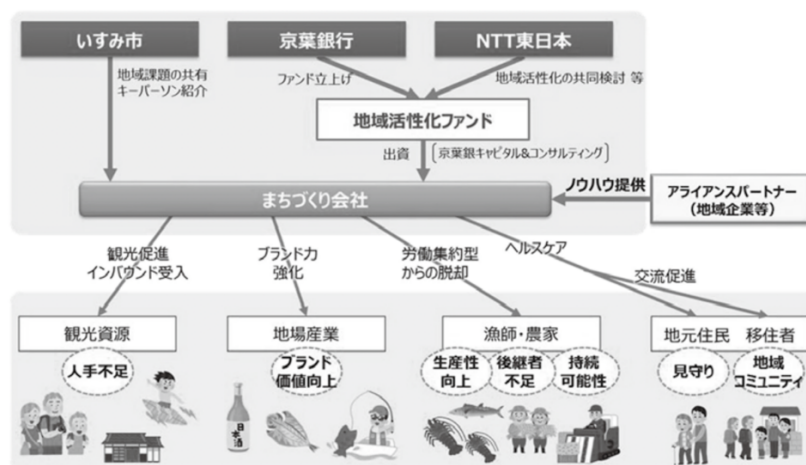 いすみ市
京葉銀行
NTT東日本
地域課題の共有
キーパーソン紹介
ファンド立上げ
地域活性化の共同検討 等
地域活性化ファンド
出資
京葉銀キャピタル&コンサルティング
まちづくり会社
ノウハウ提供
アライアンスパートナー
（地域企業等）
観光促進
インバウンド受入
ブランド力
強化
労働集約型
からの脱却
ヘルスケア
交流促進
観光資源
地場産業
漁師・農家
地元住民 移住者
人手不足
ブランド
価値向上
生産性
向上
後継者
不足
持続
可能性
見守り
地域
コミュニティ
日本酒